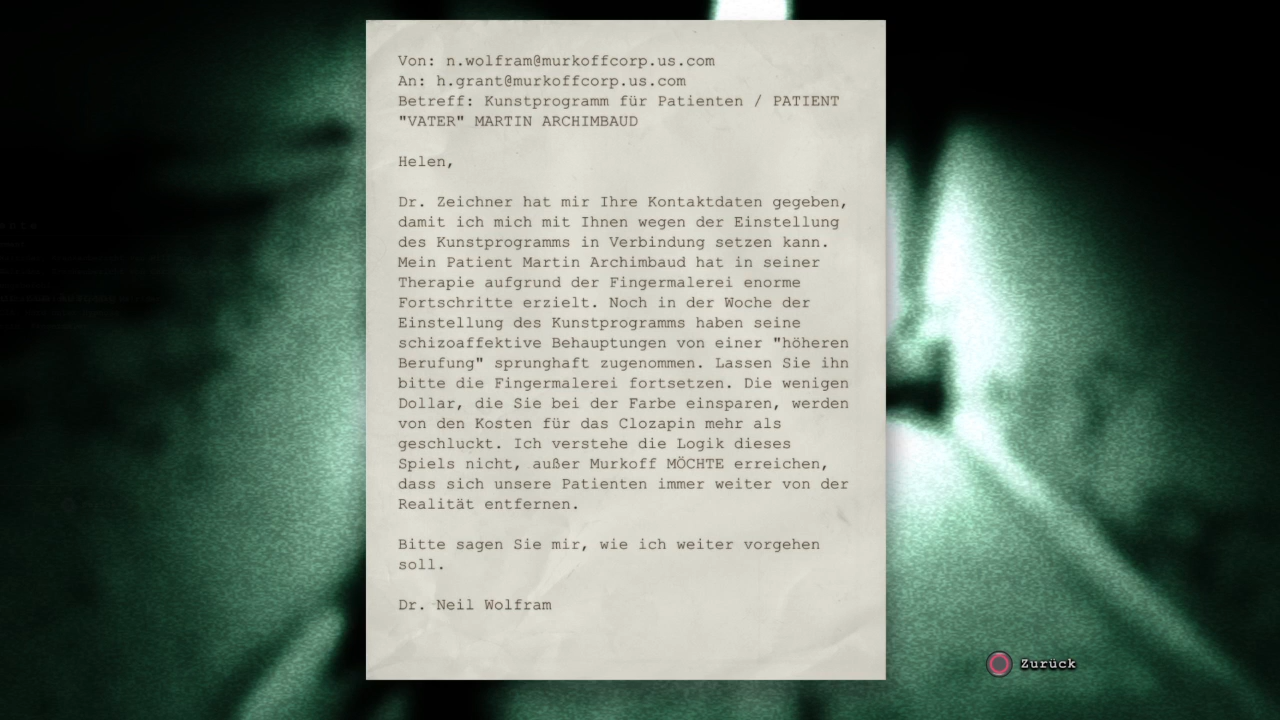 Von: n.wolfram@murkoffcorp.us.com
An: h.grant@murkoffcorp.us.com
Betreff: Kunstprogramm für Patienten / PATIENT
"VATER" MARTIN ARCHIMBAUD
Helen,
Dr. Zeichner hat mir Ihre Kontaktdaten gegeben,
damit ich mich mit Ihnen wegen der Einstellung
des Kunstprogramms in Verbindung setzen kann.
Mein Patient Martin Archimbaud hat in seiner
Therapie aufgrund der Fingermalerei enorme
Fortschritte erzielt. Noch in der Woche der
Einstellung des Kunstprogramms haben seine
schizoaffektive Behauptungen von einer "höheren
Berufung" sprunghaft zugenommen. Lassen Sie ihn
bitte die Fingermalerei fortsetzen. Die wenigen
Dollar, die Sie bei der Farbe einsparen, werden
von den Kosten für das Clozapin mehr als
geschluckt. Ich verstehe die Logik dieses
Spiels nicht, außer Murkoff MÖCHTE erreichen,
dass sich unsere Patienten immer weiter von der
Realität entfernen.
Bitte sagen Sie mir, wie ich weiter vorgehen
soll.
Dr. Neil Wolfram
Zurück